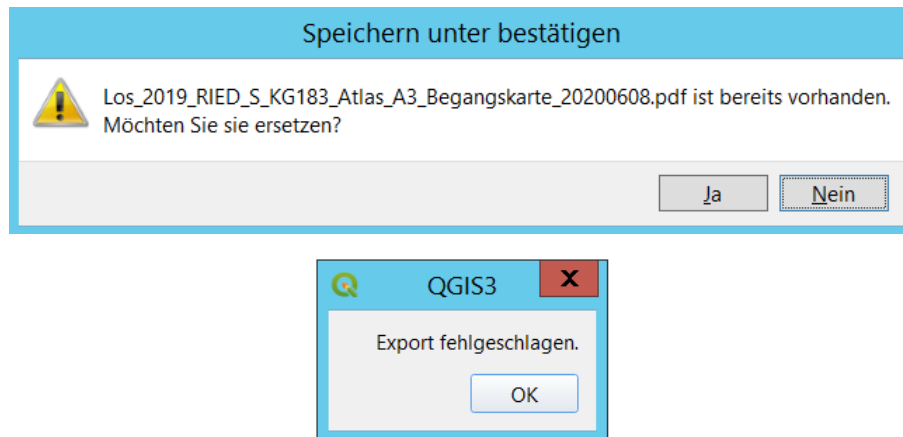 Speichern unter bestätigen
Los_2019_RIED_S_KG183_Atlas_A3_Begangskarte_20200608.pdf ist bereits vorhanden.
Möchten Sie sie ersetzen?
Ja Nein
QGIS3 X
Export fehlgeschlagen.
OK